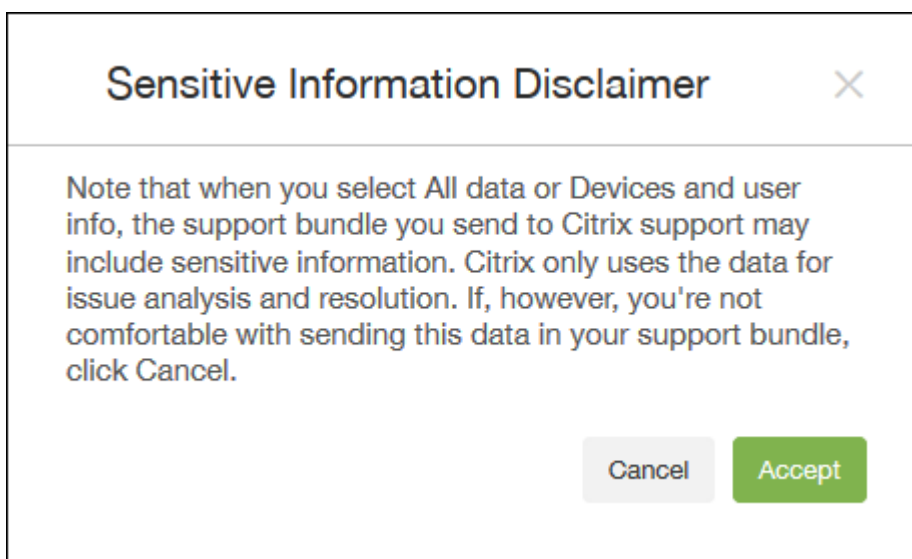 Sensitive Information Disclaimer
Note that when you select All data or Devices and user
info, the support bundle you send to Citrix support may
include sensitive information. Citrix only uses the data for
issue analysis and resolution. If, however, you're not
comfortable with sending this data in your support bundle,
click Cancel.
Cancel Accept